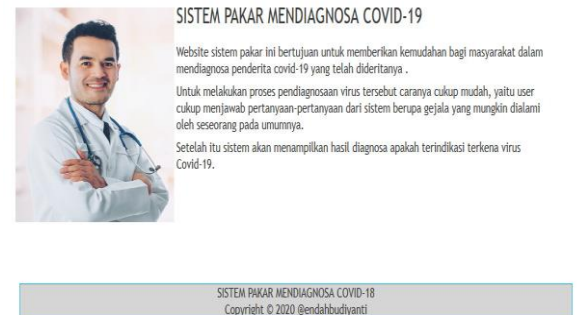 SISTEM PAKAR MENDIAGNOSA COVID-19
Website sistem pakar ini bertujuan untuk memberikan kemudahan bagi masyarakat dalam
mendiagnosa penderita covid-19 yang telah dideritanya .
Untuk melakukan proses pendiagnosaan virus tersebut caranya cukup mudah, yaitu user
cukup menjawab pertanyaan-pertanyaan dari sistem berupa gejala yang mungkin dialami
oleh seseorang pada umumnya.
Setelah itu sistem akan menampilkan hasil diagnosa apakah terindikasi terkena virus
Covid-19.
SISTEM PAKAR MENDIAGNOSA COVID-18
Copyright © 2020 @endahbudiyanti